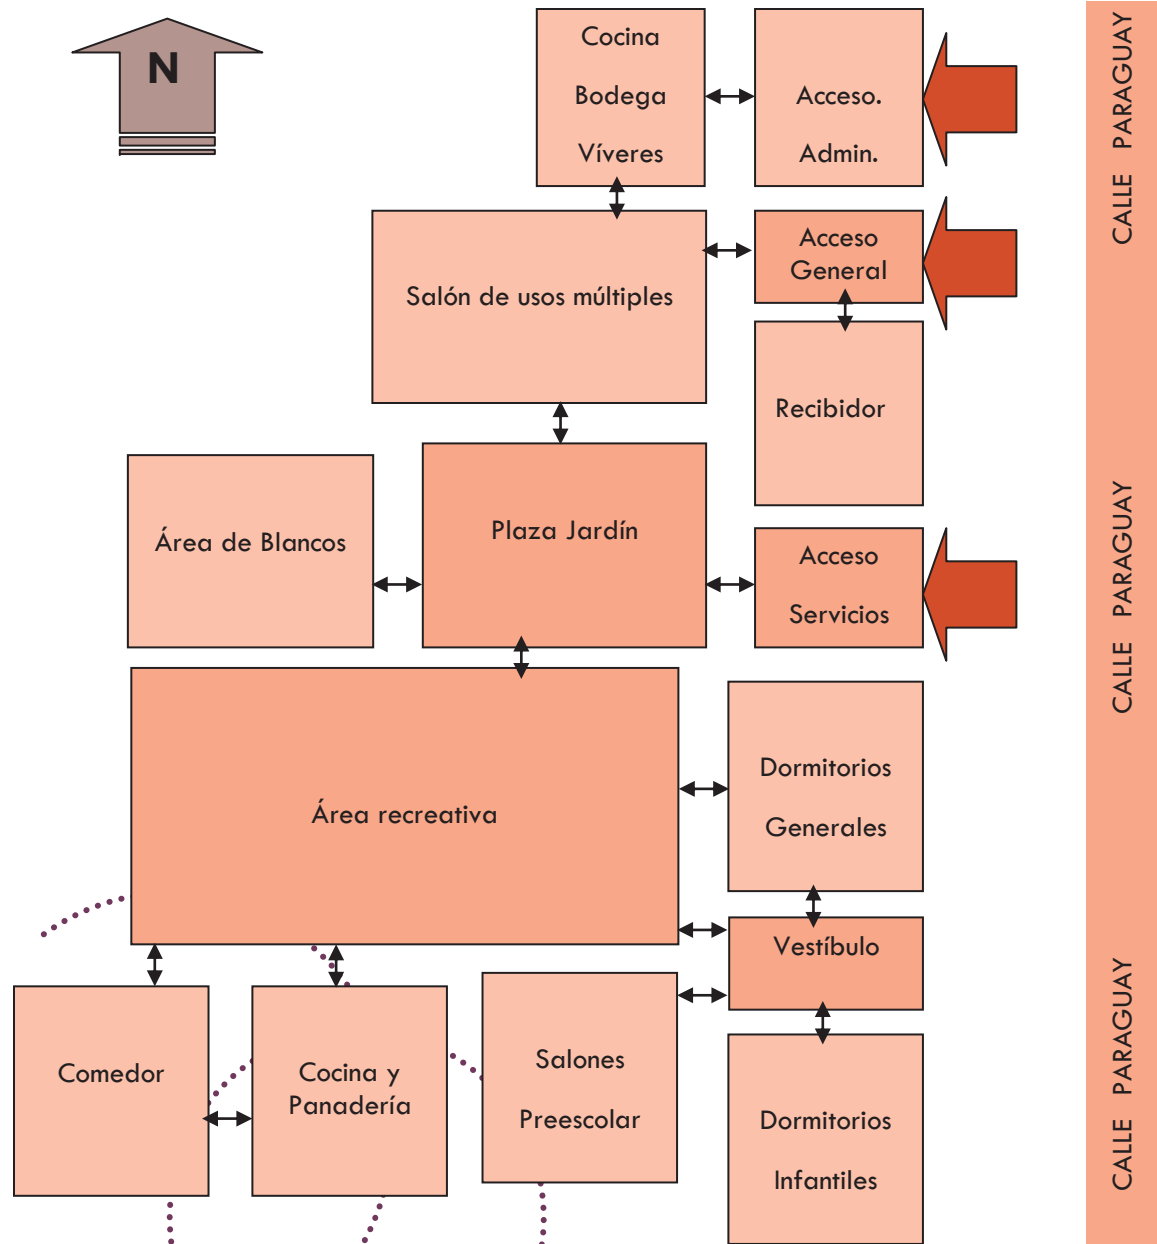 N
Cocina
Bodega
Víveres
Acceso.
Admin.
CALLE PARAGUAY
Acceso
General
Salón de usos múltiples
Recibidor
Área de Blancos
Plaza Jardín
Acceso
Servicios
CALLE PARAGUAY
Área recreativa
Dormitorios
Generales
Vestíbulo
Comedor
Cocina y
Panadería
Salones
Preescolar
Dormitorios
Infantiles
CALLE PARAGUAY